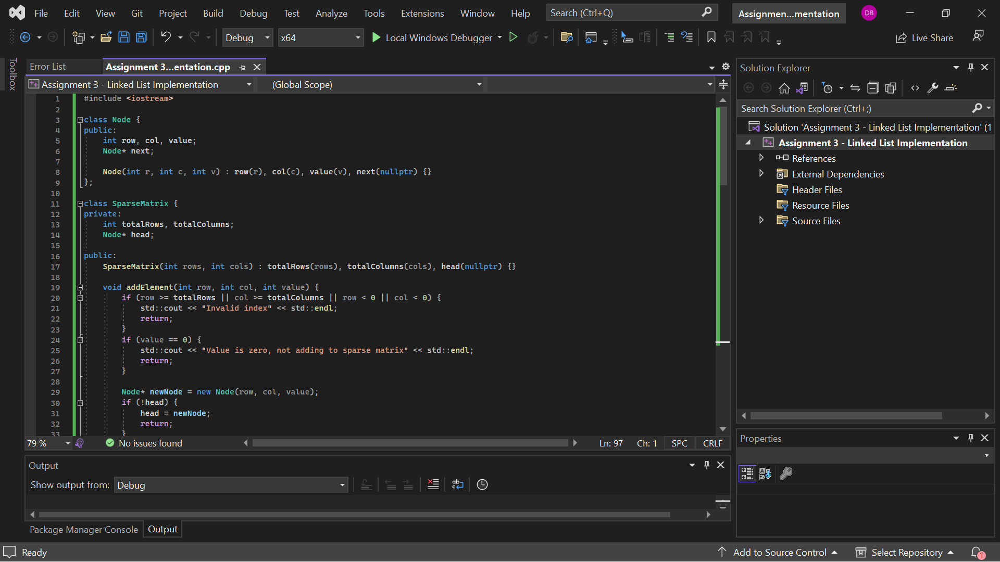 File Edit View Git Project Build Debug Test Analyze Tools Extensions Window Help Search (Ctrl+Q) Assignmen...mentation DB
Debug x64 Local Windows Debugger Live Share
Toolbox
Error List Assignment 3...entation.cpp
Assignment 3 - Linked List Implementation (Global Scope)
1 #include <iostream>
2
3 class Node {
4 public:
5 int row, col, value;
6 Node* next;
7
8 Node(int r, int c, int v) : row(r), col(c), value(v), next(nullptr) {}
9 };
10
11 class SparseMatrix {
12 private:
13 int totalRows, totalColumns;
14 Node* head;
15
16 public:
17 SparseMatrix(int rows, int cols) : totalRows(rows), totalColumns(cols), head(nullptr) {}
18
19 void addElement(int row, int col, int value) {
20 if (row >= totalRows || col >= totalColumns || row < 0 || col < 0) {
21 std::cout << "Invalid index" << std::endl;
22 return;
23 }
24 if (value == 0) {
25 std::cout << "Value is zero, not adding to sparse matrix" << std::endl;
26 return;
27 }
28
29 Node* newNode = new Node(row, col, value);
30 if (!head) {
31 head = newNode;
32 return;
33 }
79 % No issues found Ln: 97 Ch: 1 SPC CRLF
Output
Show output from: Debug
Package Manager Console Output
Solution Explorer
Search Solution Explorer (Ctrl+;)
Solution 'Assignment 3 - Linked List Implementation' (1
Assignment 3 - Linked List Implementation
References
External Dependencies
Header Files
Resource Files
Source Files
Properties
Ready Add to Source Control Select Repository 1